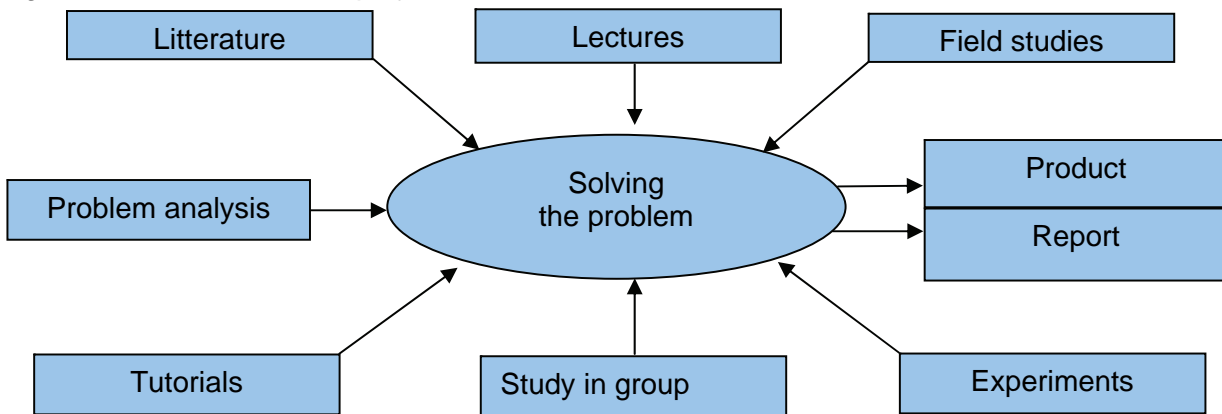 Litterature
Lectures
Field studies
Product
Solving
the problem
Problem analysis
Report
Tutorials
Study in group
Experiments